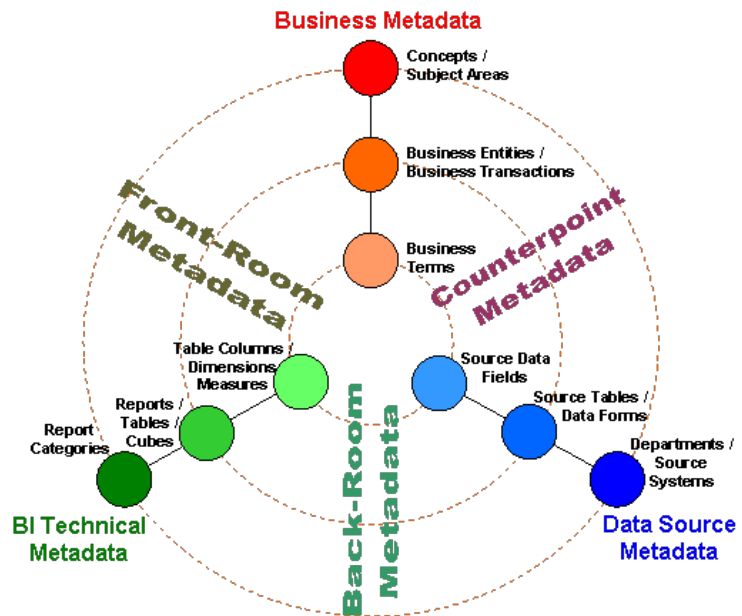 Business Metadata
Concepts /
Subject Areas
Business Entities /
Business Transactions
Front-Room
Metadata
Counterpoint
Metadata
Business
Terms
Table Columns /
Dimensions
Measures
Source Data
Fields
Reports /
Tables /
Cubes
Source Tables /
Data Forms
Report
Categories
Departments /
Source
Systems
Back-Room
Metadata
BI Technical
Metadata
Data Source
Metadata